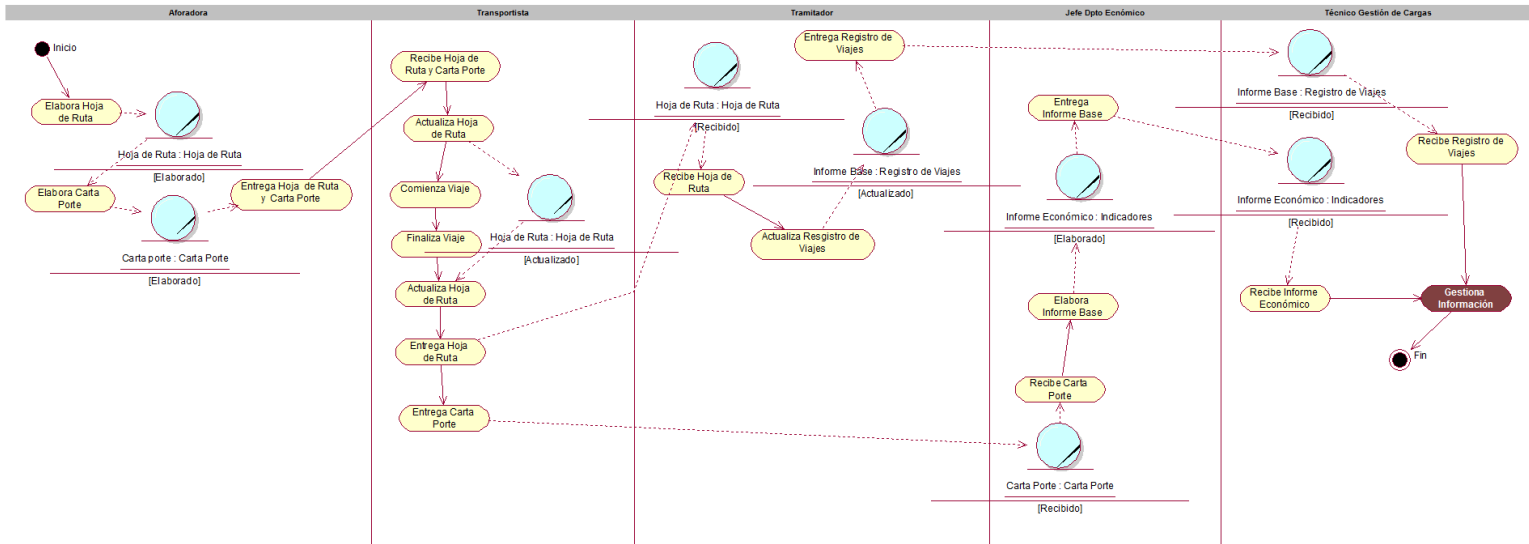 Aforadora
Transportista
Tramitador
Jefe Dpto Ecnómico
Técnico Gestión de Cargas
Inicio
Elabora Hoja
de Ruta
Hoja de Ruta : Hoja de Ruta
[Elaborado]
Elabora Carta
Porte
Carta porte : Carta Porte
[Elaborado]
Entrega Hoja de Ruta
y Carta Porte
Recibe Hoja de
Ruta y Carta Porte
Actualiza Hoja
de Ruta
Comienza Viaje
Finaliza Viaje
Hoja de Ruta : Hoja de Ruta
[Actualizado]
Actualiza Hoja
de Ruta
Entrega Hoja
de Ruta
Entrega Carta
Porte
Hoja de Ruta : Hoja de Ruta
[Recibido]
Recibe Hoja de
Ruta
Actualiza Resgistro de
Viajes
Informe Base : Registro de Viajes
[Actualizado]
Entrega Registro de
Viajes
Entrega
Informe Base
Informe Económico : Indicadores
[Elaborado]
Elabora
Informe Base
Recibe Carta
Porte
Carta Porte : Carta Porte
[Recibido]
Informe Base : Registro de Viajes
[Recibido]
Recibe Registro de
Viajes
Informe Económico : Indicadores
[Recibido]
Recibe Informe
Económico
Gestiona
Información
Fin